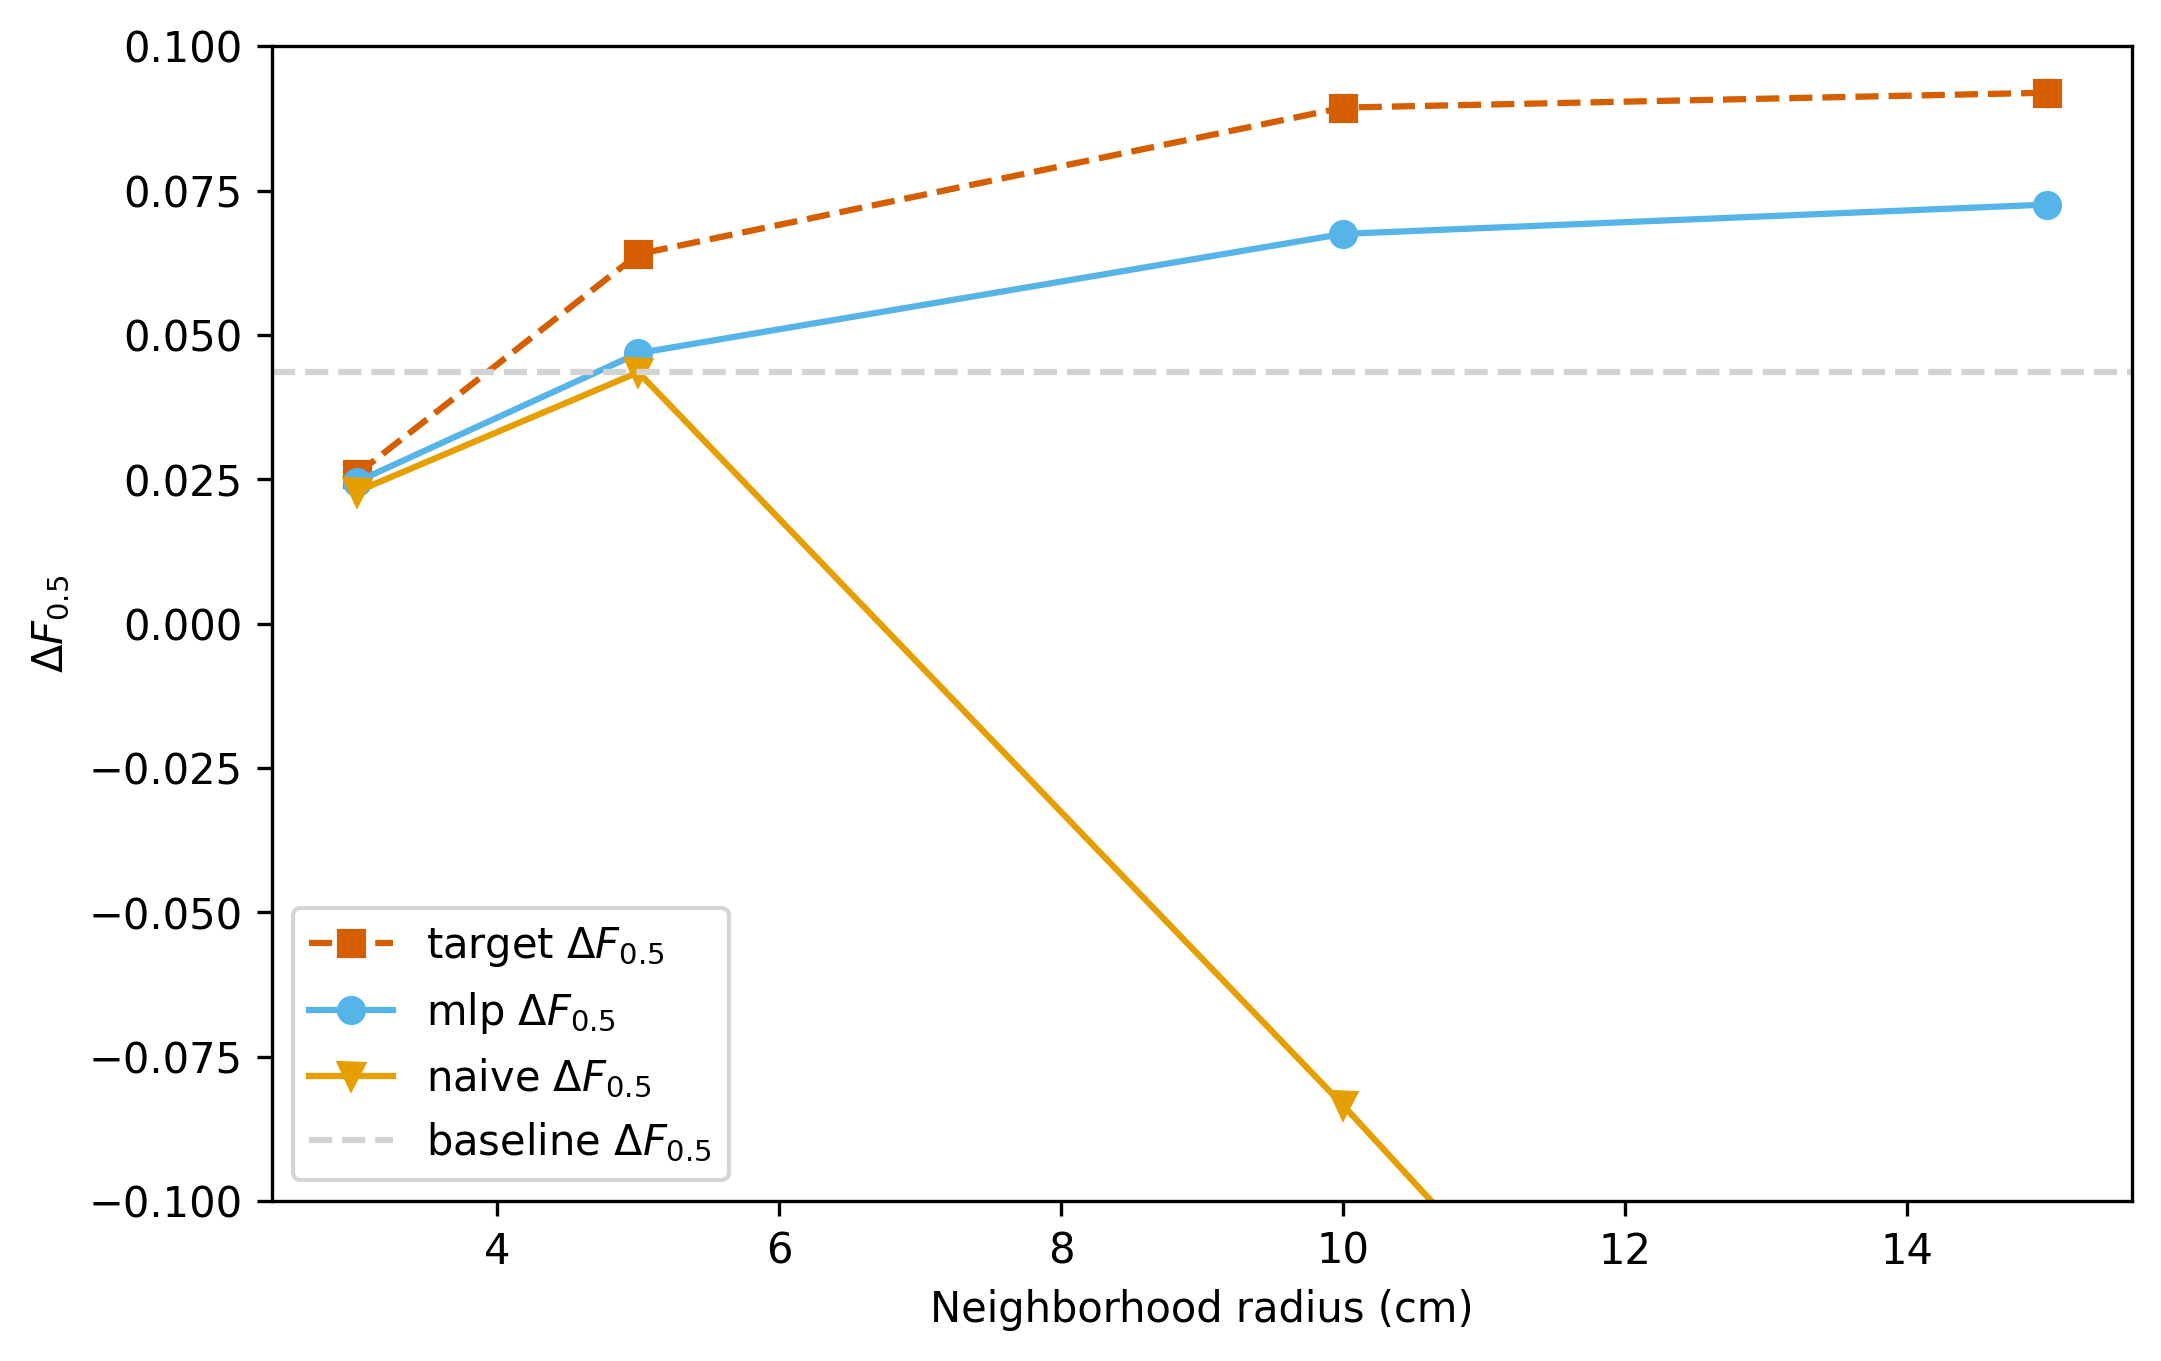 0.100
0.075
0.050
0.025
0.000
−0.025
−0.050
−0.075
−0.100
ΔF0.5
target ΔF0.5
mlp ΔF0.5
naive ΔF0.5
baseline ΔF0.5
4 6 8 10 12 14
Neighborhood radius (cm)